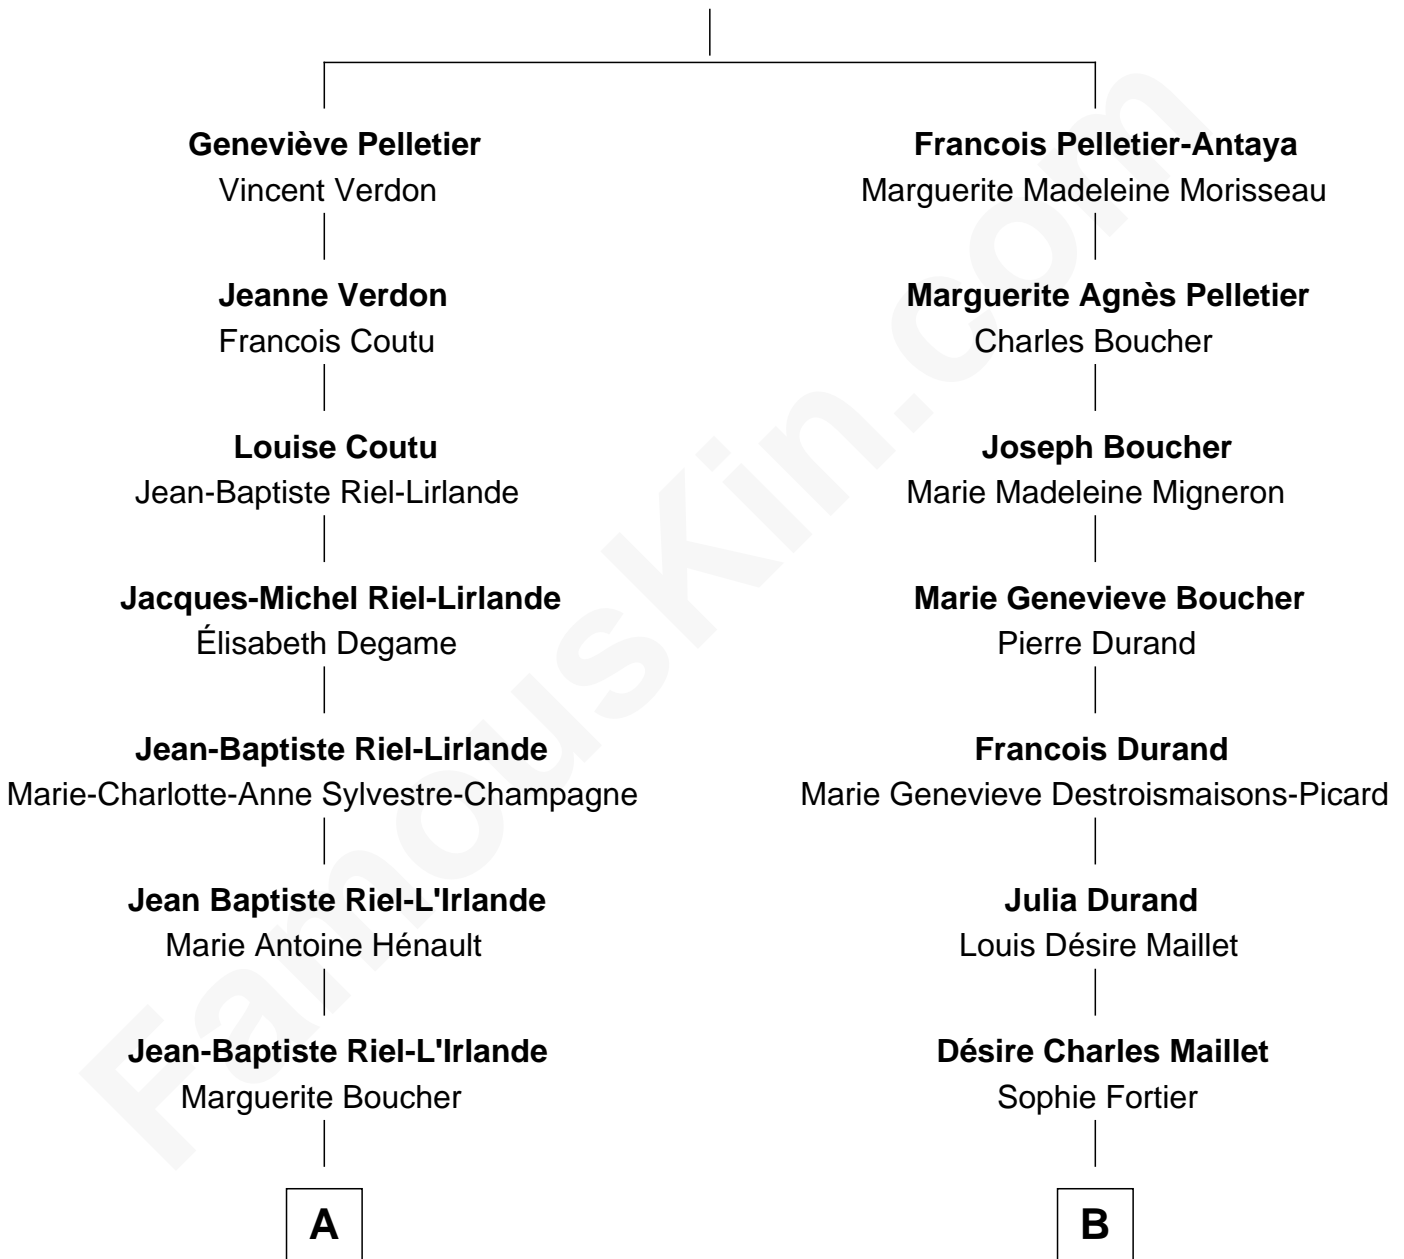 Geneviève Pelletier
Vincent Verdon
Jeanne Verdon
Francois Coutu
Louise Coutu
Jean-Baptiste Riel-Lirlande
Jacques-Michel Riel-Lirlande
Élisabeth Degame
Jean-Baptiste Riel-Lirlande
Marie-Charlotte-Anne Sylvestre-Champagne
Jean Baptiste Riel-L'Irlande
Marie Antoine Hénault
Jean-Baptiste Riel-L'Irlande
Marguerite Boucher
A
Francois Pelletier-Antaya
Marguerite Madeleine Morisseau
Marguerite Agnès Pelletier
Charles Boucher
Joseph Boucher
Marie Madeleine Migneron
Marie Genevieve Boucher
Pierre Durand
Francois Durand
Marie Genevieve Destroismaisons-Picard
Julia Durand
Louis Désire Maillet
Désire Charles Maillet
Sophie Fortier
B
FamousKin.com